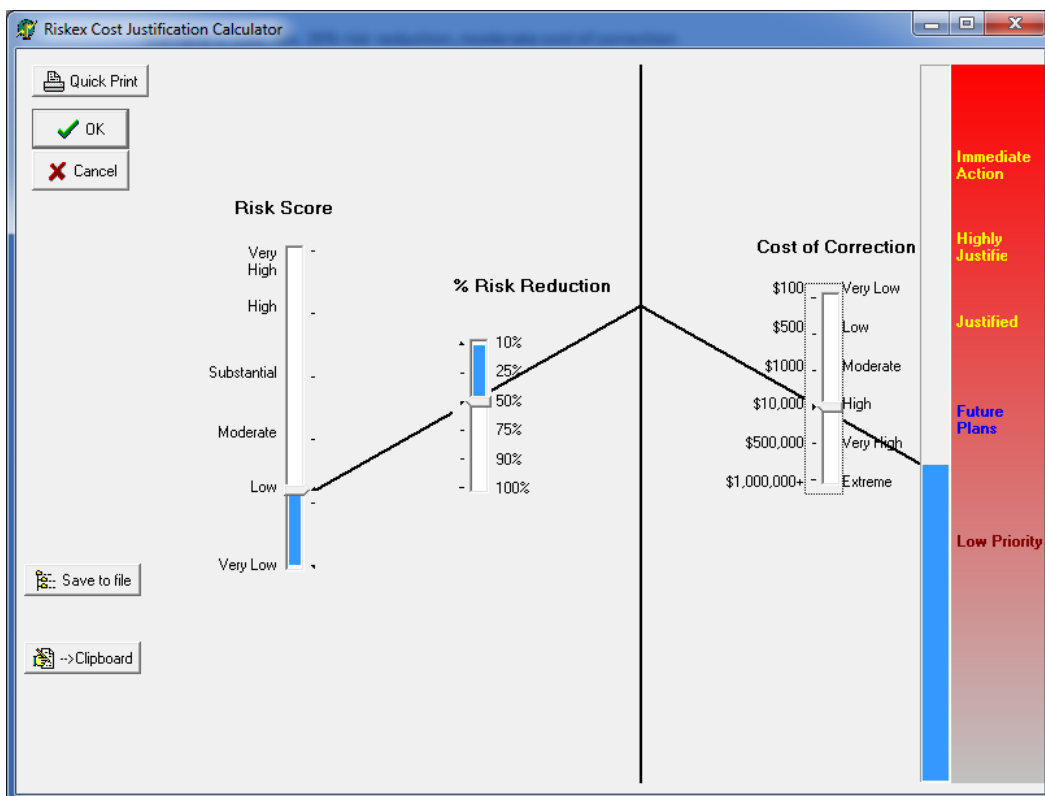 Riskex Cost Justification Calculator
Quick Print
OK
Cancel
Risk Score
Very
High
High
Substantial
Moderate
Low
Very Low
% Risk Reduction
10%
25%
50%
75%
90%
100%
Cost of Correction
$100 Very Low
$500 Low
$1000 Moderate
$10,000 High
$500,000 Very High
$1,000,000+ Extreme
Immediate
Action
Highly
Justifie
Justified
Future
Plans
Low Priority
Save to file
-->Clipboard